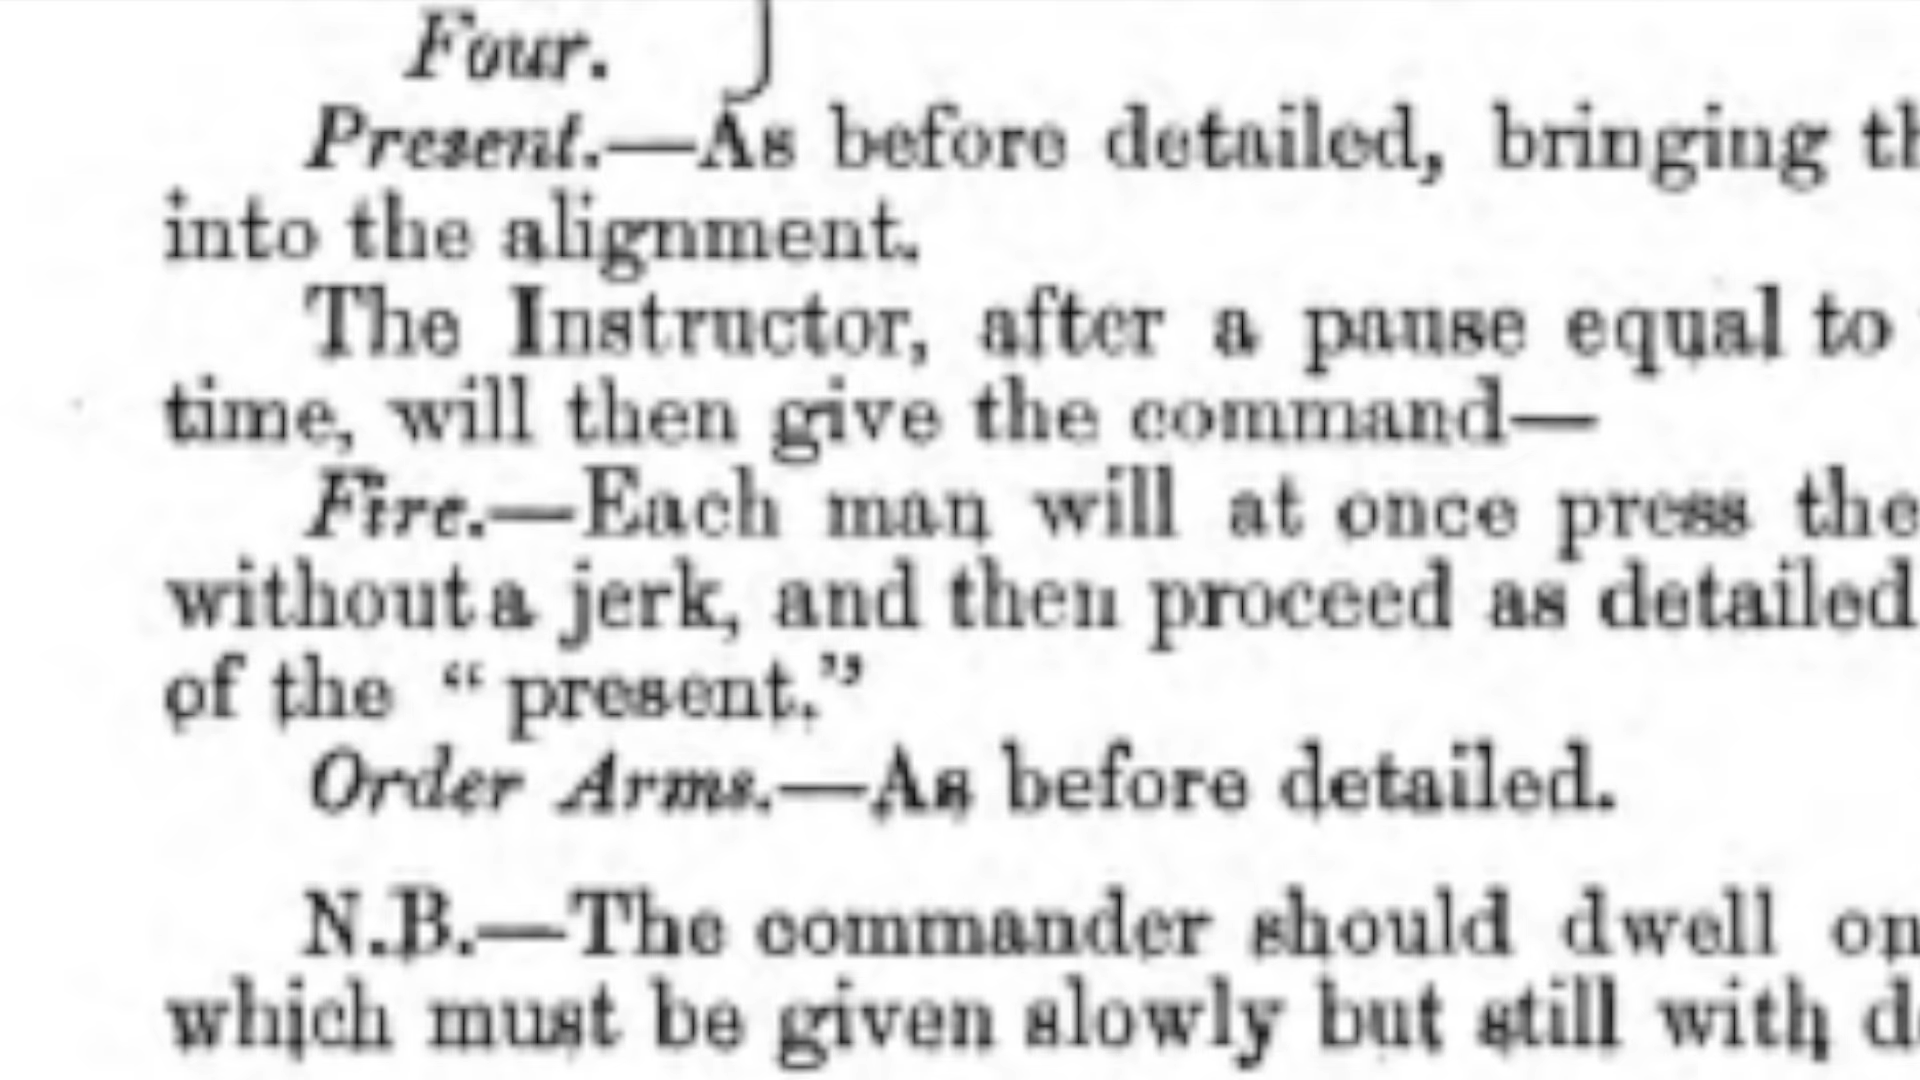 Four.
Present.—As before detailed, bringing
into the alignment.
The Instructor, after a pause equal to
time, will then give the command—
Fire.—Each man will at once press the
without a jerk, and then proceed as detailed
of the “present.”
Order Arms.—As before detailed.
N.B.—The commander should dwell on
which must be given slowly but still with